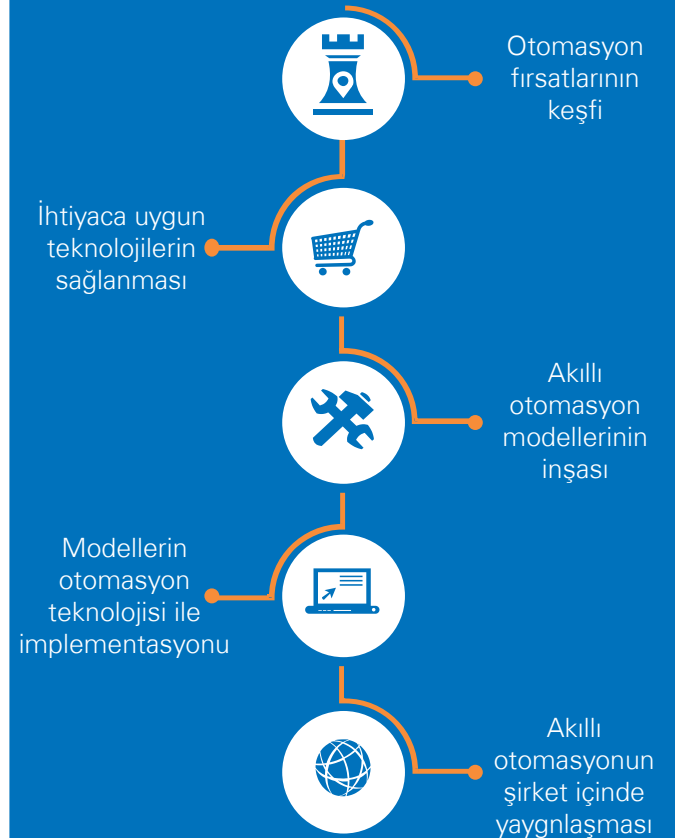 Otomasyon
fırsatlarının
keşfi
İhtiyaca uygun
teknolojilerin
sağlanması
Akıllı
otomasyon
modellerinin
inşası
Modellerin
otomasyon
teknolojisi ile
implementasyonu
Akıllı
otomasyonun
şirket içinde
yaygnlaşması